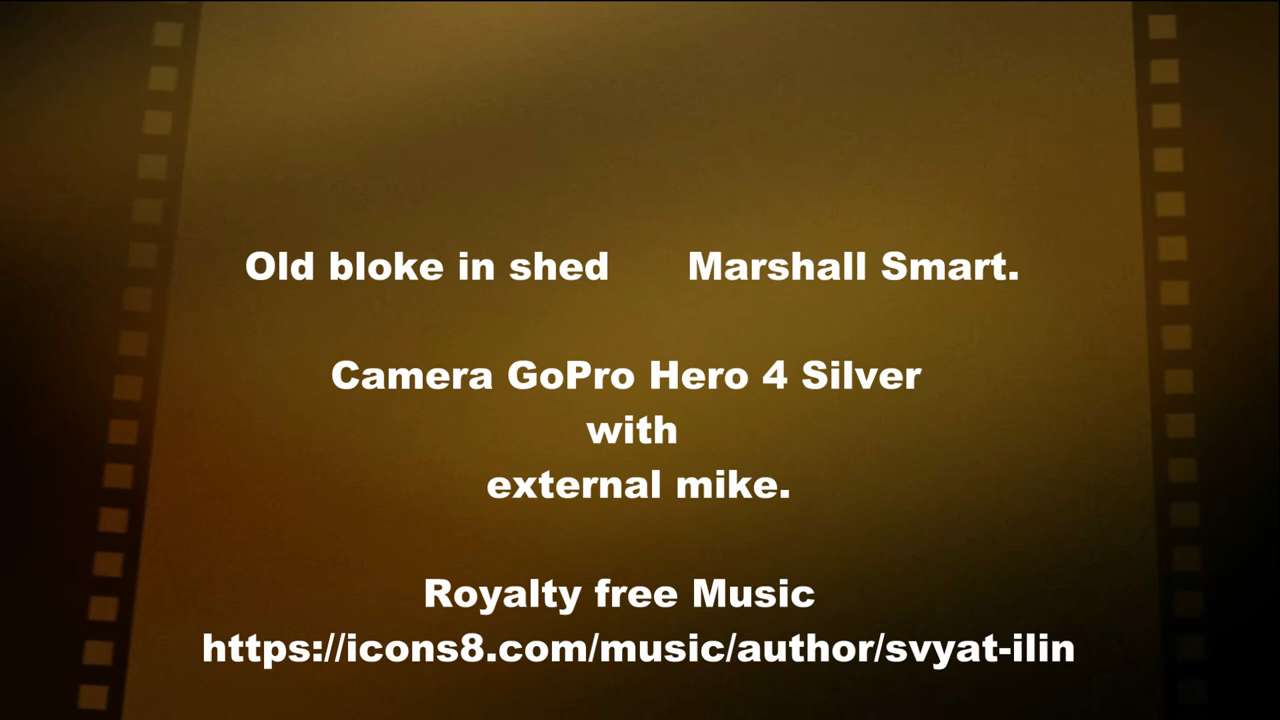 Old bloke in shed Marshall Smart.
Camera GoPro Hero 4 Silver
with
external mike.
Royalty free Music
https://icons8.com/music/author/svyat-ilin